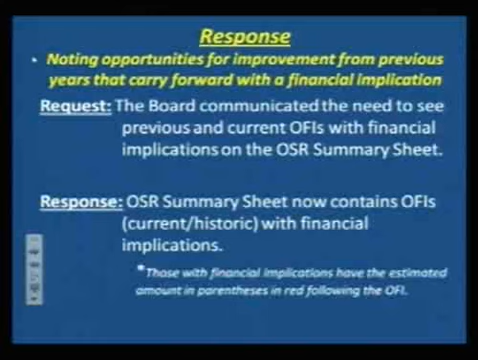 Response
• Noting opportunities for improvement from previous
years that carry forward with a financial implication
Request: The Board communicated the need to see
previous and current OFIs with financial
implications on the OSR Summary Sheet.
Response: OSR Summary Sheet now contains OFIs
(current/historic) with financial
implications.
*Those with financial implications have the estimated
amount in parentheses in red following the OFI.